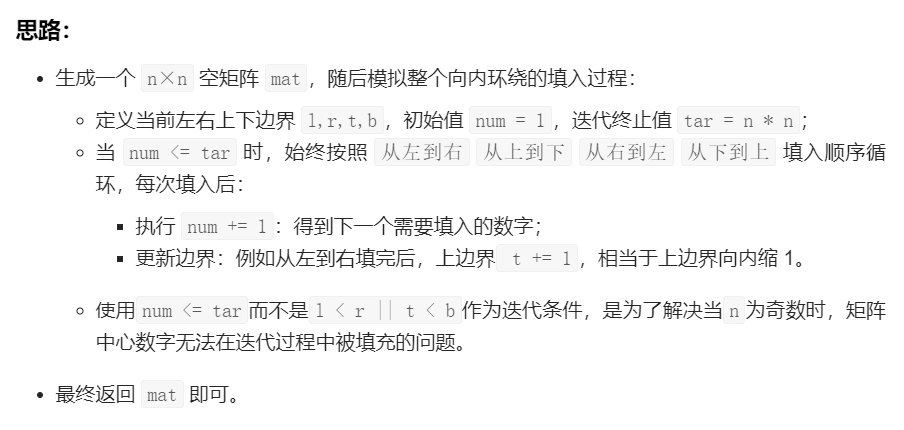 思路：
生成一个 n×n 空矩阵 mat，随后模拟整个向内环绕的填入过程：
定义当前左右上下边界 l,r,t,b，初始值 num = 1，迭代终止值 tar = n * n；
当 num <= tar 时，始终按照 从左到右 从上到下 从右到左 从下到上 填入顺序循
环，每次填入后：
执行 num += 1：得到下一个需要填入的数字；
更新边界：例如从左到右填完后，上边界 t += 1，相当于上边界向内缩 1。
使用num <= tar而不是l < r || t < b作为迭代条件，是为了解决当n为奇数时，矩阵
中心数字无法在迭代过程中被填充的问题。
最终返回 mat 即可。